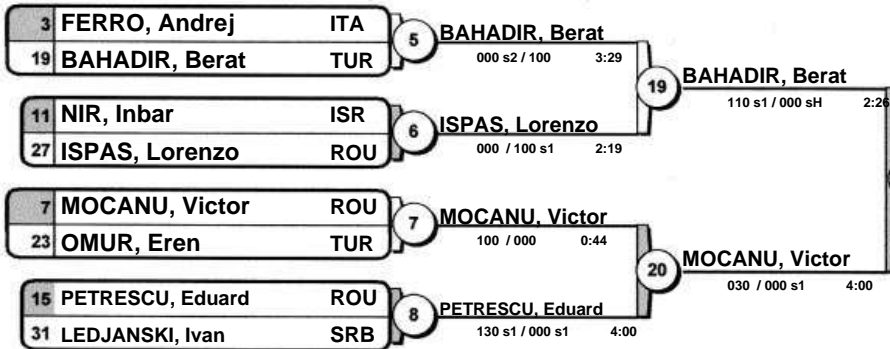 3 FERRO, Andrej ITA
19 BAHADIR, Berat TUR
5
BAHADIR, Berat
000 s2 / 100 3:29
11 NIR, Inbar ISR
27 ISPAS, Lorenzo ROU
6
ISPAS, Lorenzo
000 / 100 s1 2:19
19
BAHADIR, Berat
110 s1 / 000 sH 2:26
7 MOCANU, Victor ROU
23 OMUR, Eren TUR
7
MOCANU, Victor
100 / 000 0:44
15 PETRESCU, Eduard ROU
31 LEDJANSKI, Ivan SRB
8
PETRESCU, Eduard
130 s1 / 000 s1 4:00
20
MOCANU, Victor
030 / 000 s1 4:00